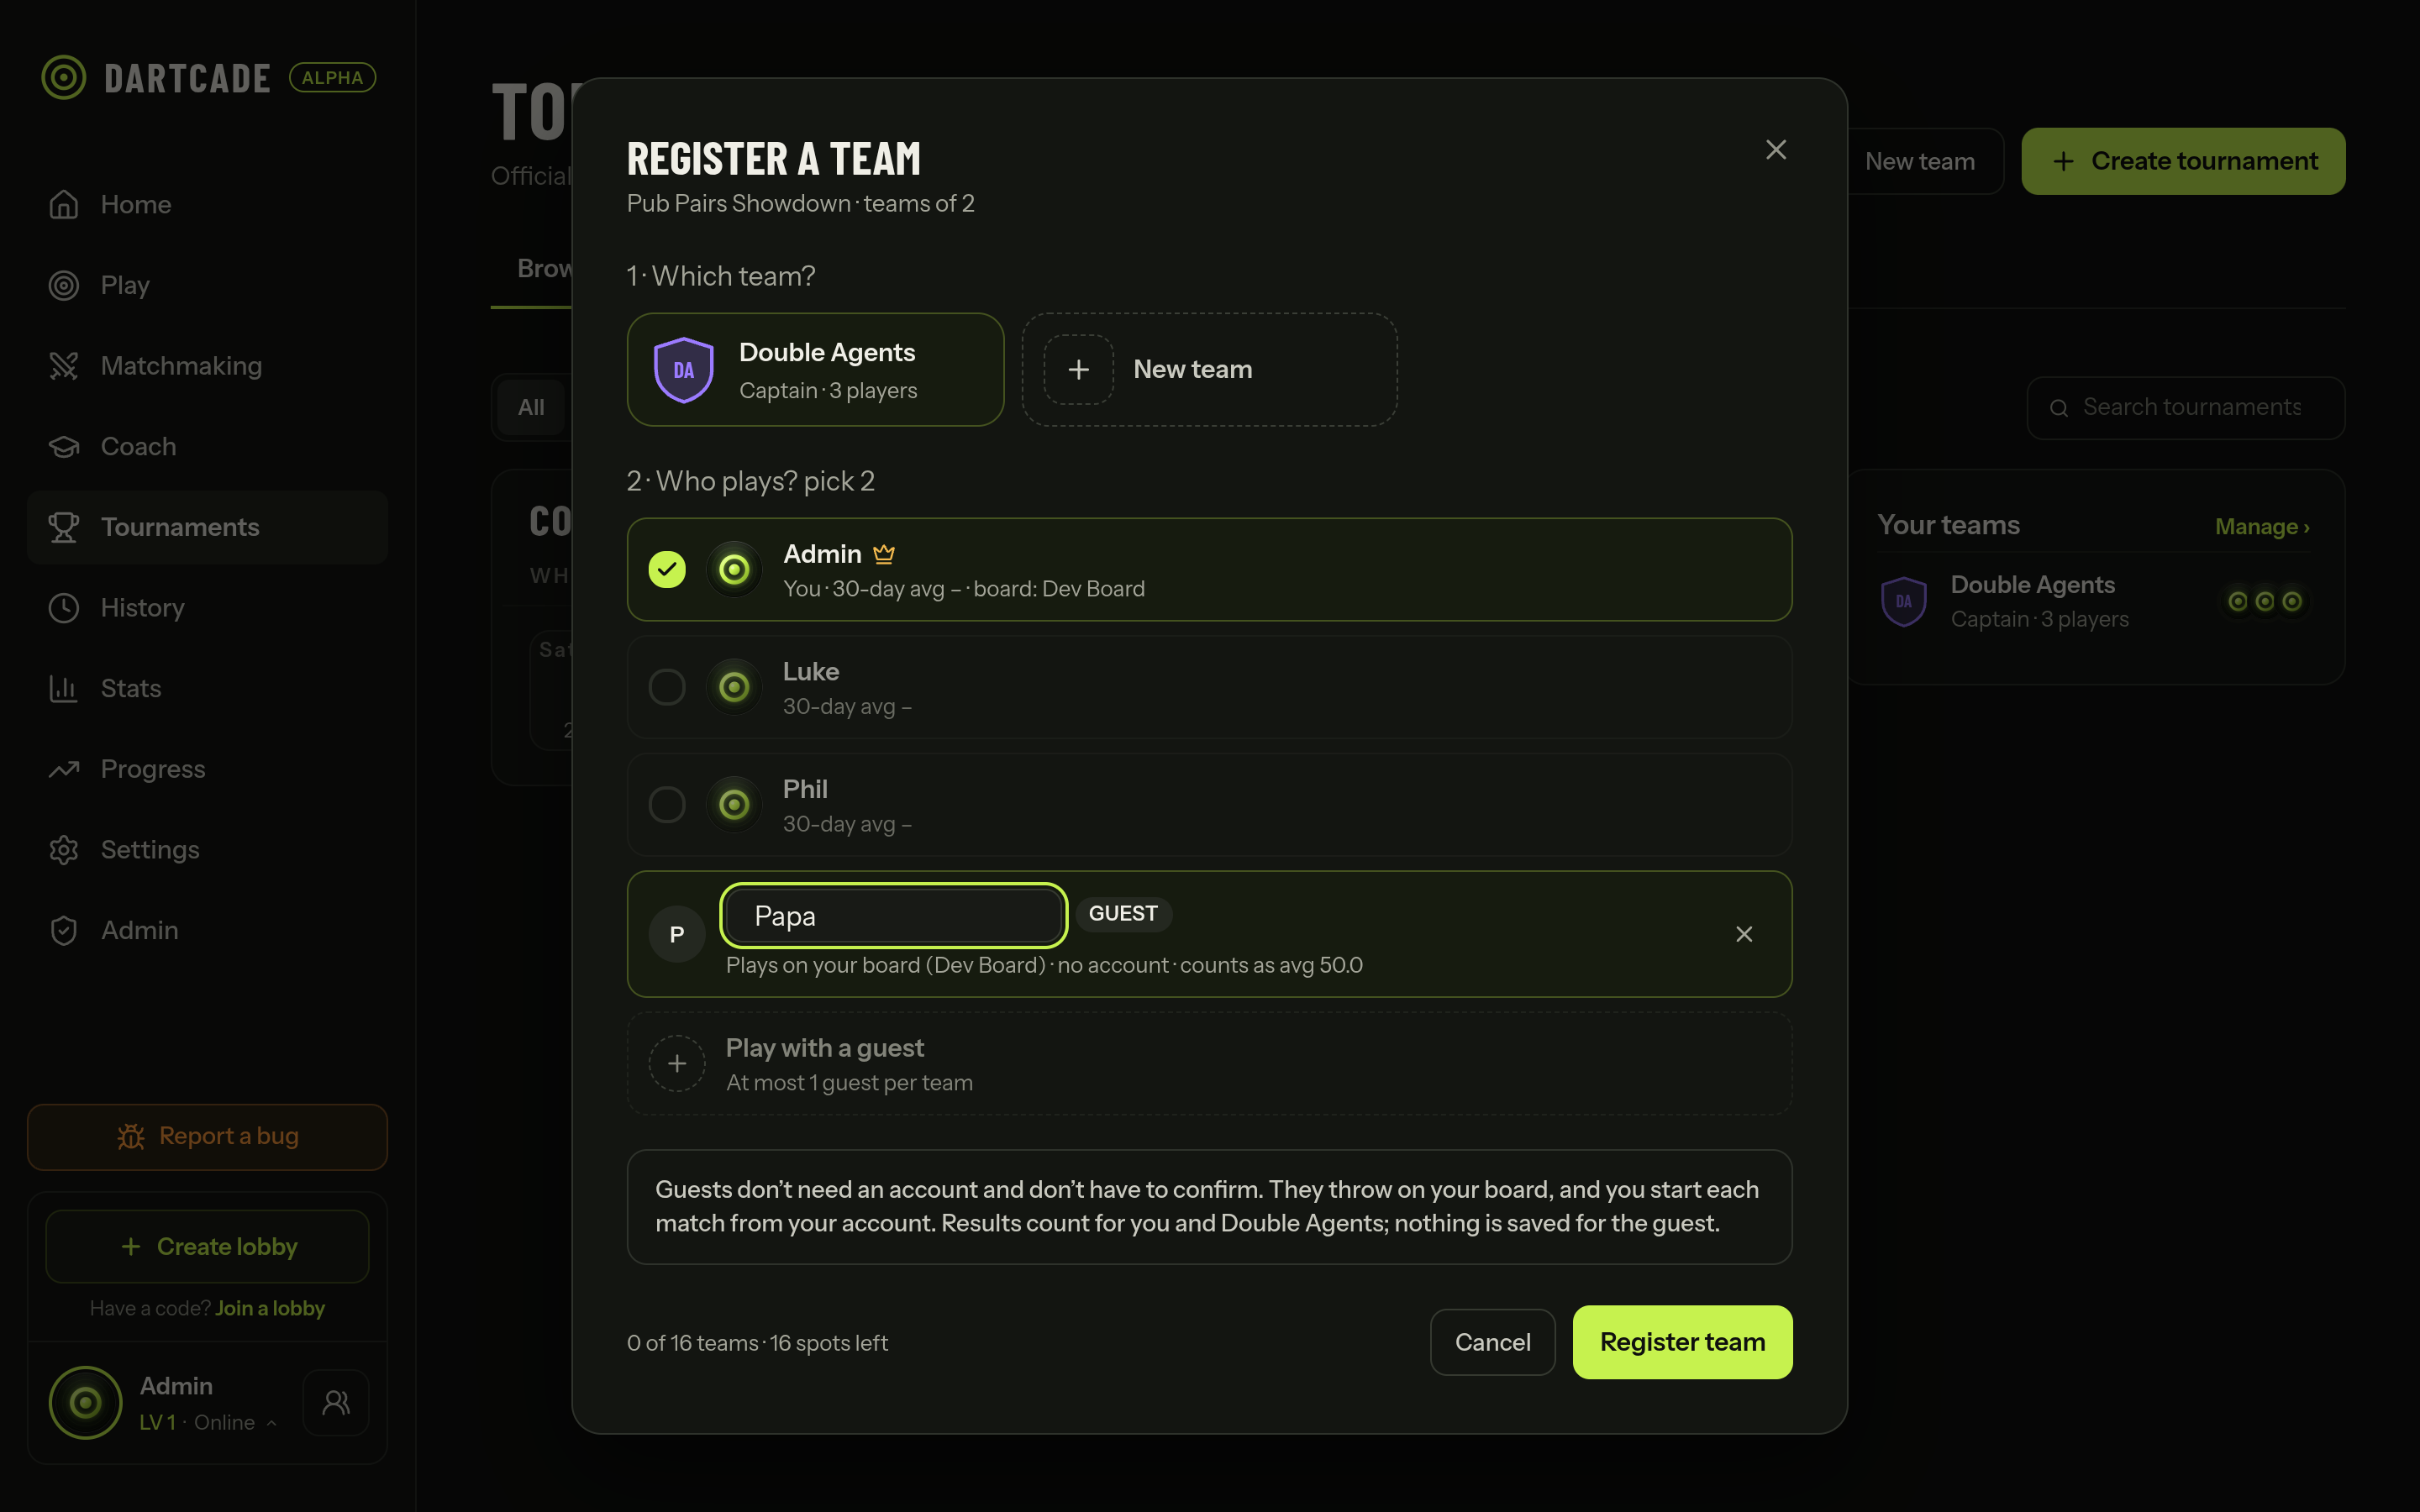 DARTCADE ALPHA
Home
Play
Matchmaking
Coach
Tournaments
History
Stats
Progress
Settings
Admin
Report a bug
+ Create lobby
Have a code? Join a lobby
Admin
LV 1 · Online
Official
New team
+ Create tournament
All
Search tournaments
Your teams
Manage ›
DA
Double Agents
Captain · 3 players
REGISTER A TEAM
Pub Pairs Showdown · teams of 2
1 · Which team?
DA
Double Agents
Captain · 3 players
+ New team
2 · Who plays? pick 2
Admin
You · 30-day avg – · board: Dev Board
Luke
30-day avg –
Phil
30-day avg –
P
Papa
GUEST
Plays on your board (Dev Board) · no account · counts as avg 50.0
+ Play with a guest
At most 1 guest per team
Guests don’t need an account and don’t have to confirm. They throw on your board, and you start each
match from your account. Results count for you and Double Agents; nothing is saved for the guest.
0 of 16 teams · 16 spots left
Cancel
Register team